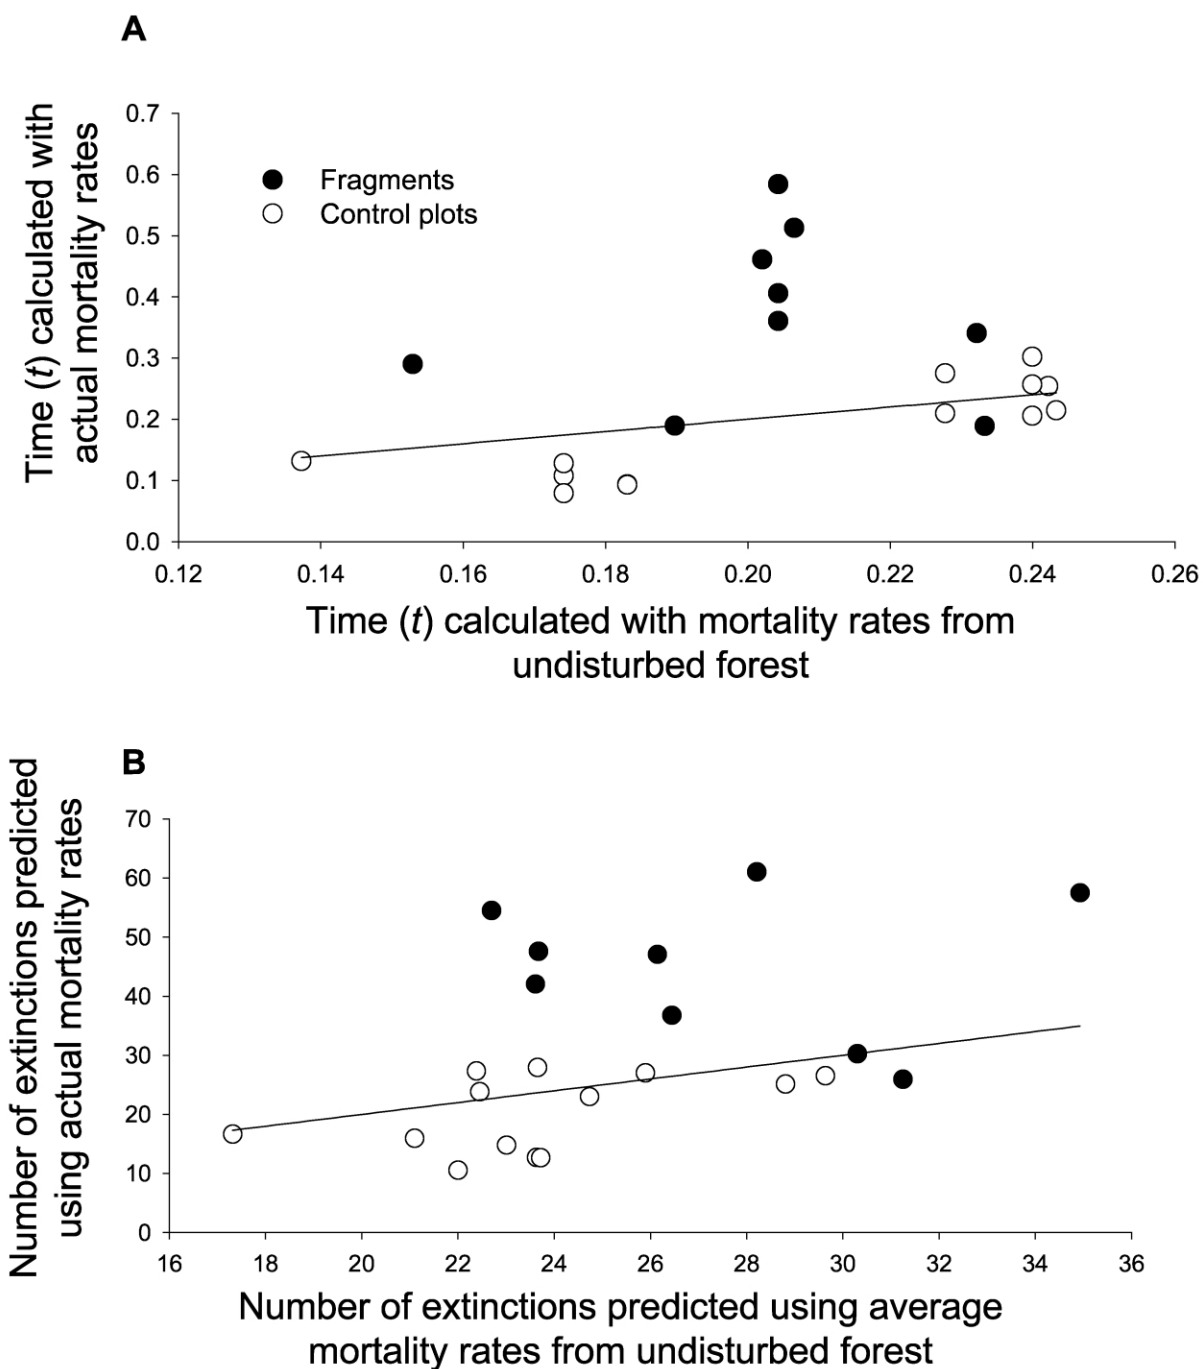 A
Time (t) calculated with
actual mortality rates
0.7
0.6
0.5
0.4
0.3
0.2
0.1
0.0
Fragments
Control plots
0.12 0.14 0.16 0.18 0.20 0.22 0.24 0.26
Time (t) calculated with mortality rates from
undisturbed forest
B
Number of extinctions predicted
using actual mortality rates
70
60
50
40
30
20
10
0
16 18 20 22 24 26 28 30 32 34 36
Number of extinctions predicted using average
mortality rates from undisturbed forest